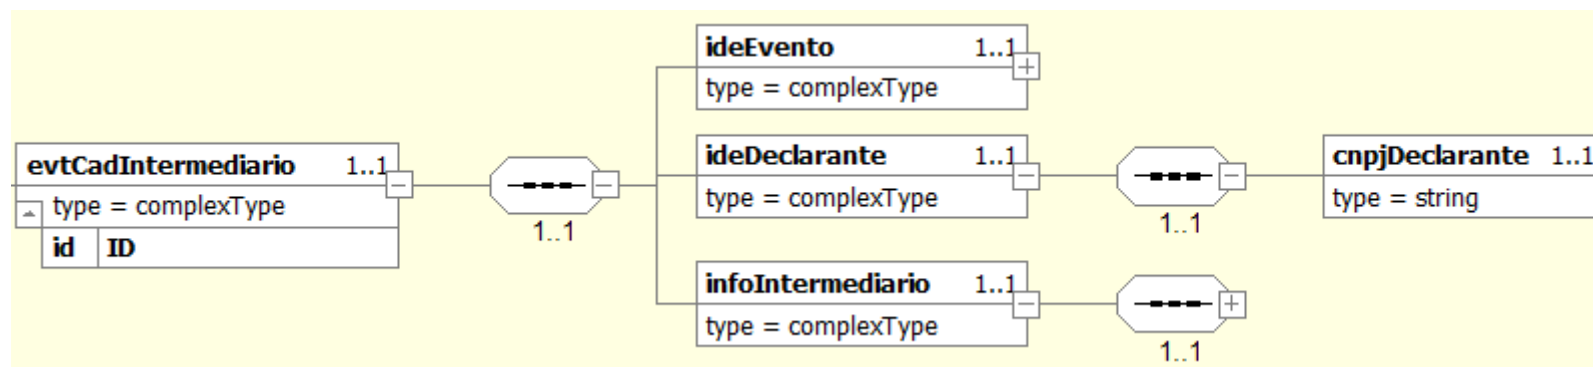 ideEvento 1..1
type = complexType
evtCadIntermediario 1..1
type = complexType
id ID
1..1
ideDeclarante 1..1
type = complexType
1..1
cnpjDeclarante 1..1
type = string
infoIntermediario 1..1
type = complexType
1..1